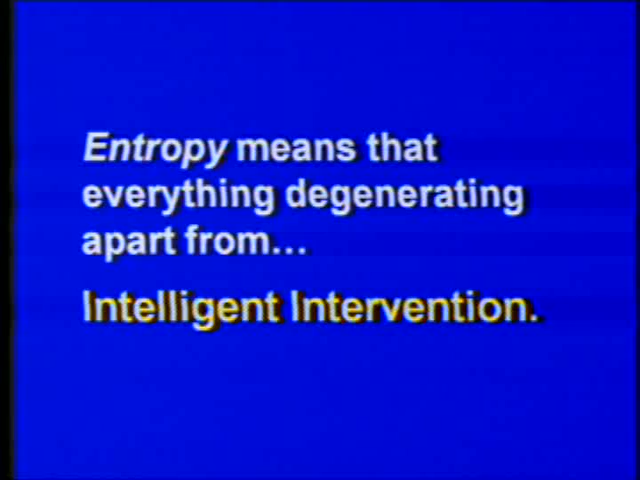 Entropy means that
everything degenerating
apart from...
Intelligent Intervention.